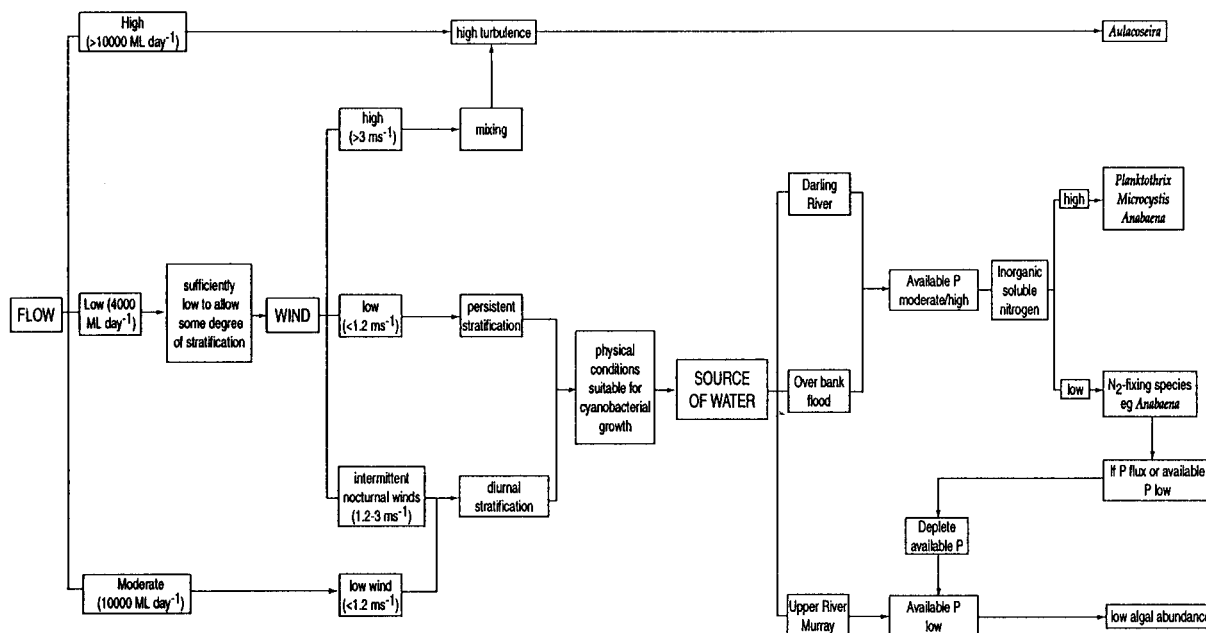 High
(>10000 ML day-1)
high turbulence
Aulacoseira
high
(>3 ms-1)
mixing
Darling
River
high
Planktothrix
Microcystis
Anabaena
FLOW
Low (4000
ML day-1)
sufficiently
low to allow
some degree
of stratification
WIND
low
(<1.2 ms-1)
persistent
stratification
physical
conditions
suitable for
cyanobacterial
growth
SOURCE
OF WATER
Over bank
flood
Available P
moderate/high
Inorganic
soluble
nitrogen
low
N2-fixing species
eg Anabaena
If P flux or available
P low
intermittent
nocturnal winds
(1.2-3 ms-1)
diurnal
stratification
Deplete
available P
Moderate
(10000 ML day-1)
low wind
(<1.2 ms-1)
Upper River
Murray
Available P
low
low algal abundance